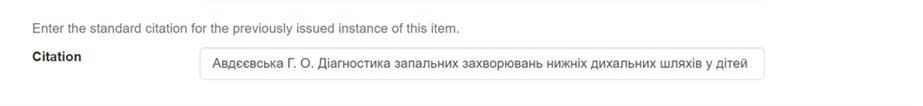 Enter the standard citation for the previously issued instance of this item.
Citation
Авдєєвська Г. О. Діагностика запальних захворювань нижніх дихальних шляхів у дітей